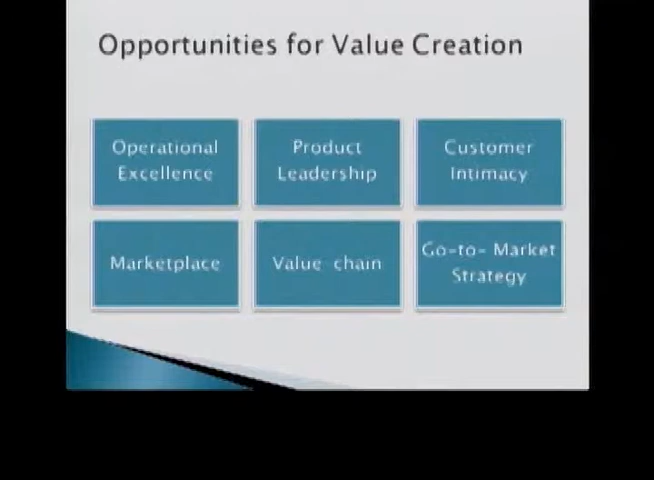 Opportunities for Value Creation
Operational
Excellence
Product
Leadership
Customer
Intimacy
Marketplace
Value chain
Go-to- Market
Strategy